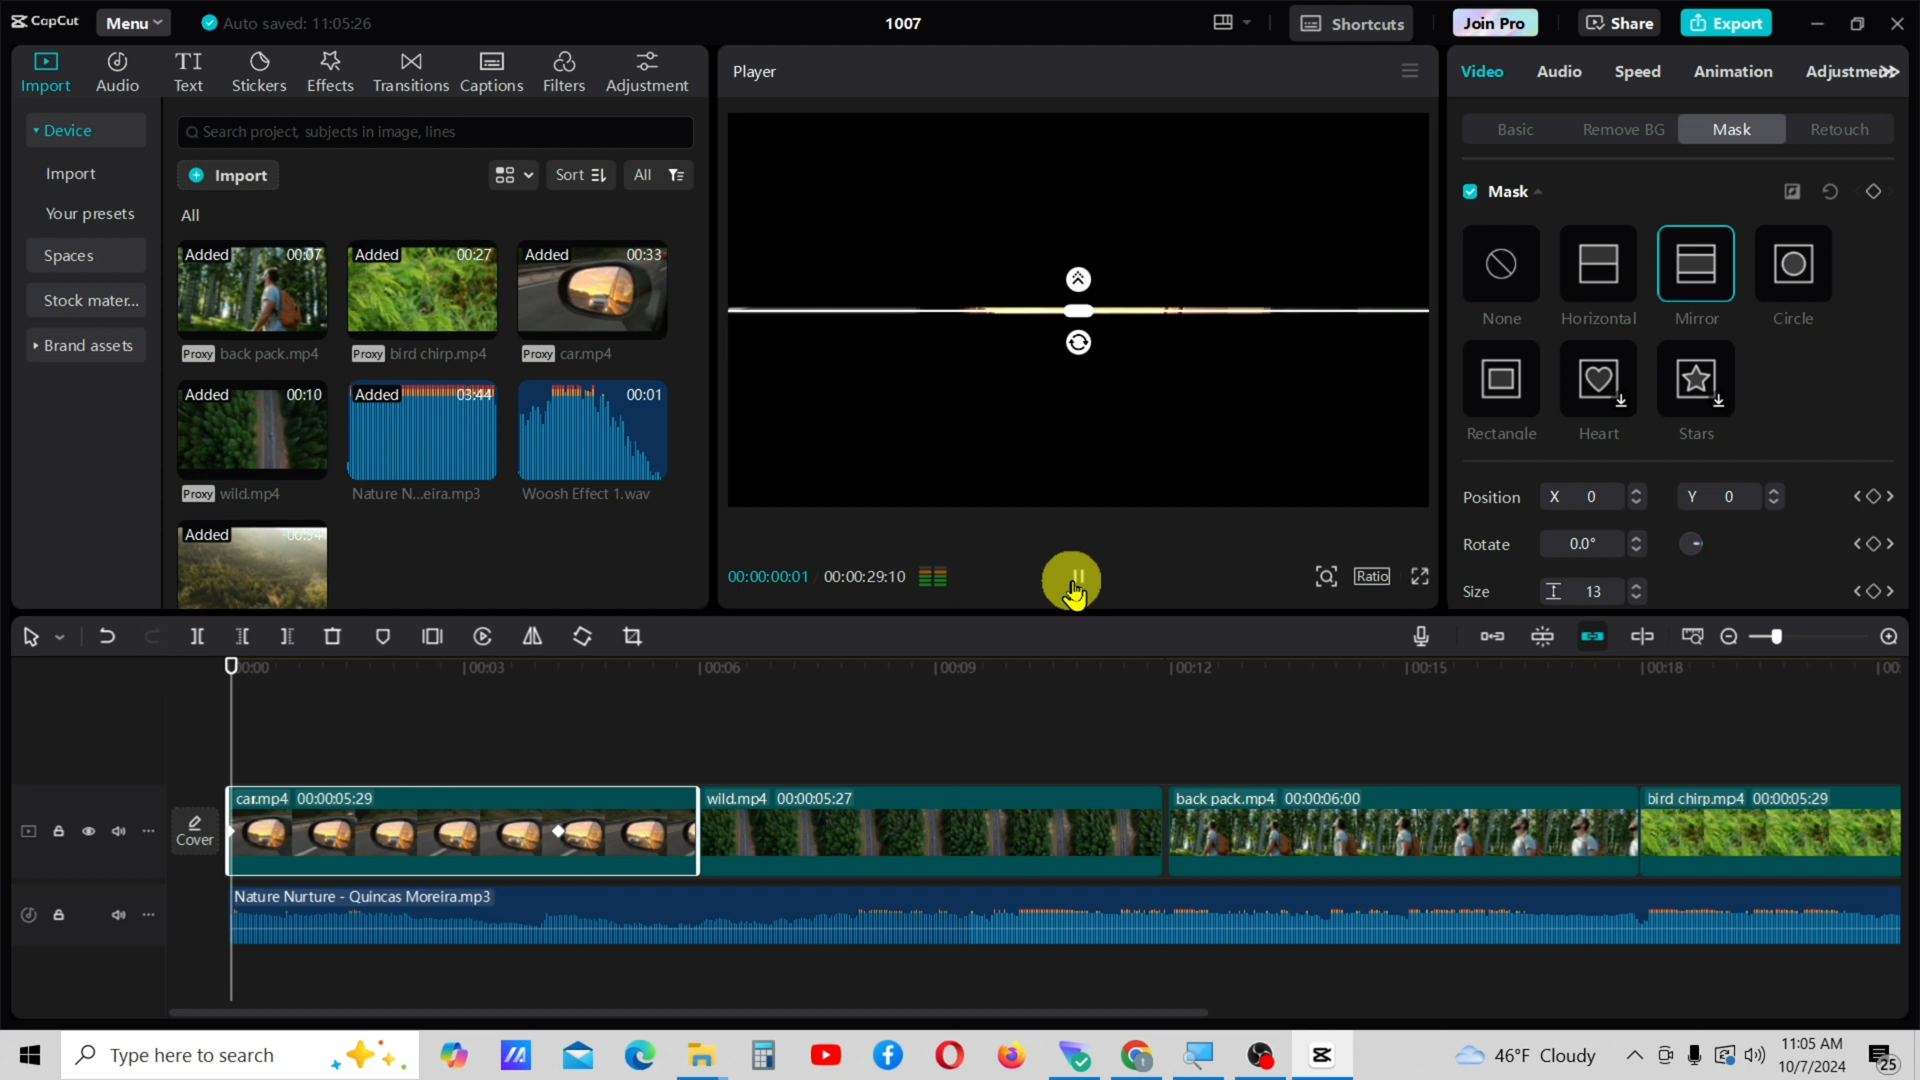 CapCut
Menu
Auto saved: 11:05:26
1007
Shortcuts
Join Pro
Share
Export
Import
Audio
Text
Stickers
Effects
Transitions
Captions
Filters
Adjustment
Player
Video
Audio
Speed
Animation
Basic
Remove BG
Mask
Retouch
Device
Import
Your presets
Spaces
Stock mater...
Brand assets
Search project, subjects in image, lines
Import
Sort
All
All
Added 00:07
Added 00:27
Added 00:33
Proxy back pack.mp4
Proxy bird chirp.mp4
Proxy car.mp4
Added 00:10
Added 03:44
00:01
Proxy wild.mp4
Nature N...eira.mp3
Woosh Effect 1.wav
Added 00:34
Mask
None
Horizontal
Mirror
Circle
Rectangle
Heart
Stars
Position X 0 Y 0
Rotate 0.0°
Size 13
00:00:00:01 00:00:29:10
Ratio
00:00
00:03
00:06
00:09
00:12
00:15
00:18
00:
Cover
car.mp4 00:00:05:29
wild.mp4 00:00:05:27
back pack.mp4 00:00:06:00
bird chirp.mp4 00:00:05:29
Nature Nurture - Quincas Moreira.mp3
Type here to search
46°F Cloudy
11:05 AM
10/7/2024
25